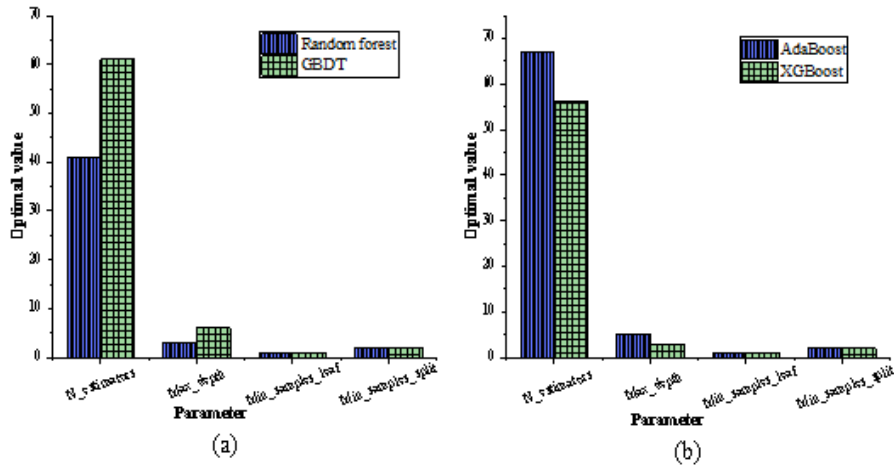 Random forest
GBDT
70
60
50
40
30
20
10
0
Optimal value
N_estimators
Max_depth
Min_samples_leaf
Min_samples_split
Parameter
(a)
AdaBoost
XGBoost
70
60
50
40
30
20
10
0
Optimal value
N_estimators
Max_depth
Min_samples_leaf
Min_samples_split
Parameter
(b)